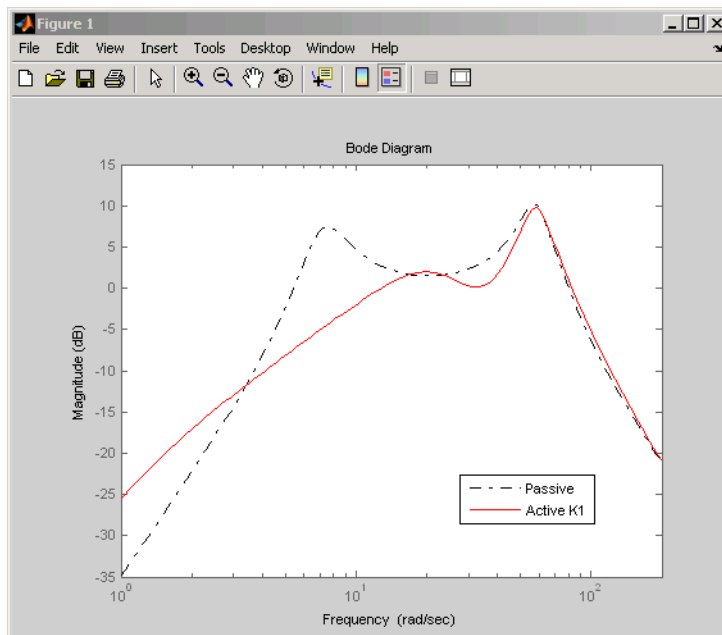 Figure 1
File Edit View Insert Tools Desktop Window Help
Bode Diagram
15
10
5
0
-5
-10
-15
-20
-25
-30
-35
Magnitude (dB)
Passive
Active K1
10^0 10^1 10^2
Frequency (rad/sec)